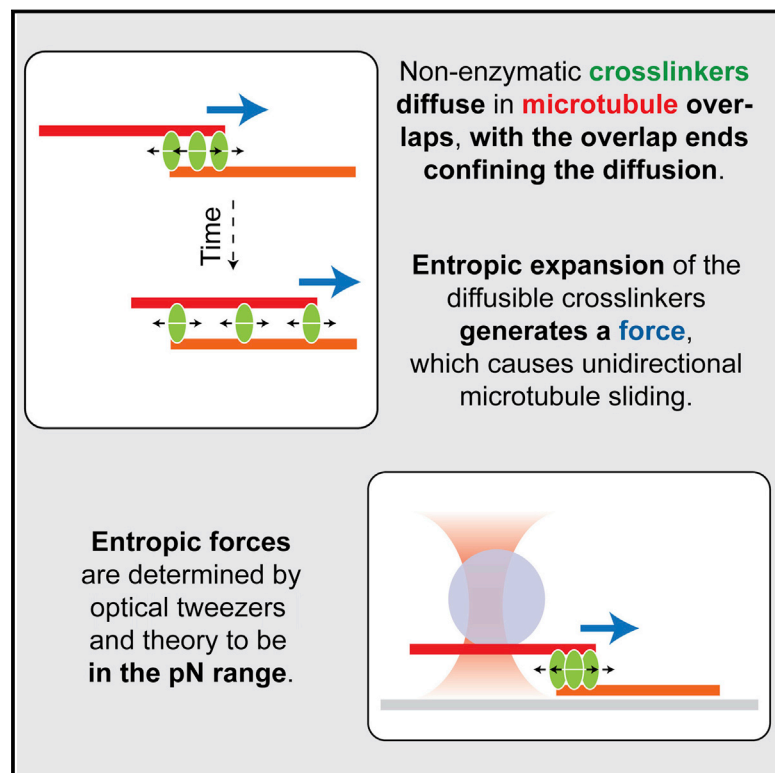 Non-enzymatic crosslinkers
diffuse in microtubule over-
laps, with the overlap ends
confining the diffusion.
Time
Entropic expansion of the
diffusible crosslinkers
generates a force,
which causes unidirectional
microtubule sliding.
Entropic forces
are determined by
optical tweezers
and theory to be
in the pN range.